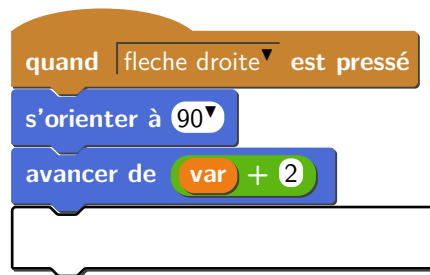 quand fleche droite▼ est pressé
s'orienter à 90▼
avancer de var + 2